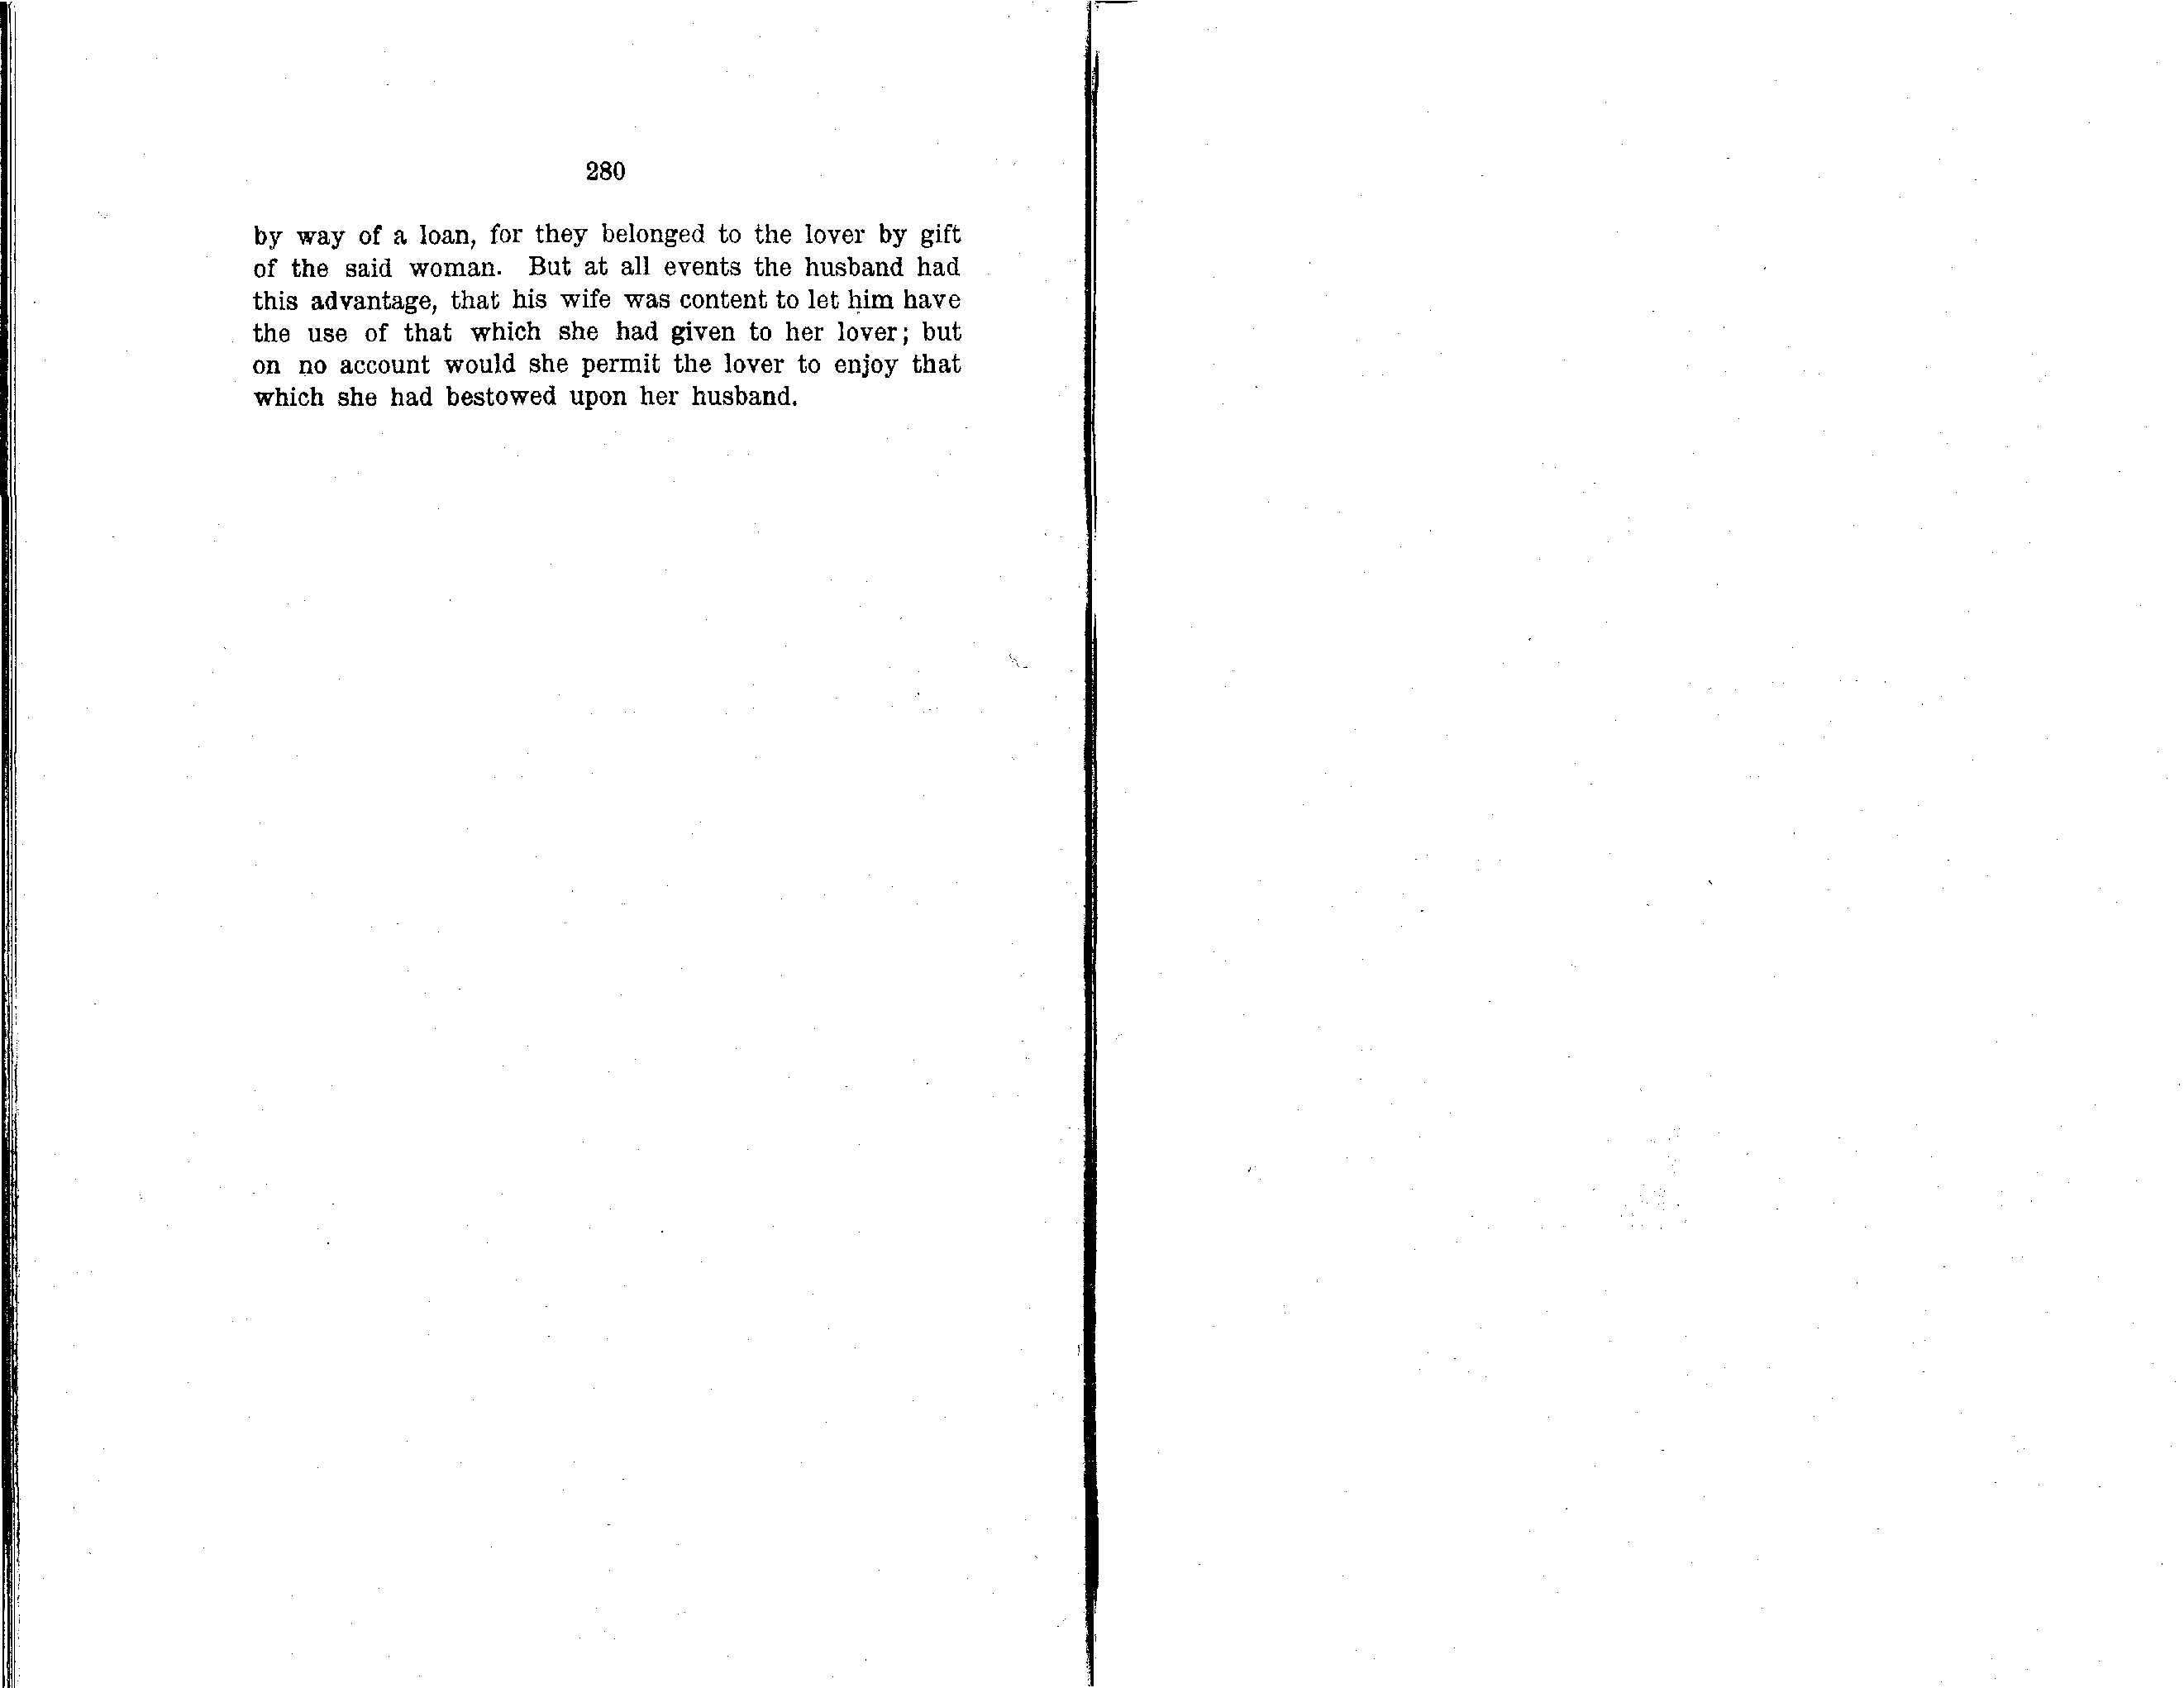 280
by way of a loan, for they belonged to the lover by gift
of the said woman. But at all events the husband had
this advantage, that his wife was content to let him have
the use of that which she had given to her lover; but
on no account would she permit the lover to enjoy that
which she had bestowed upon her husband.